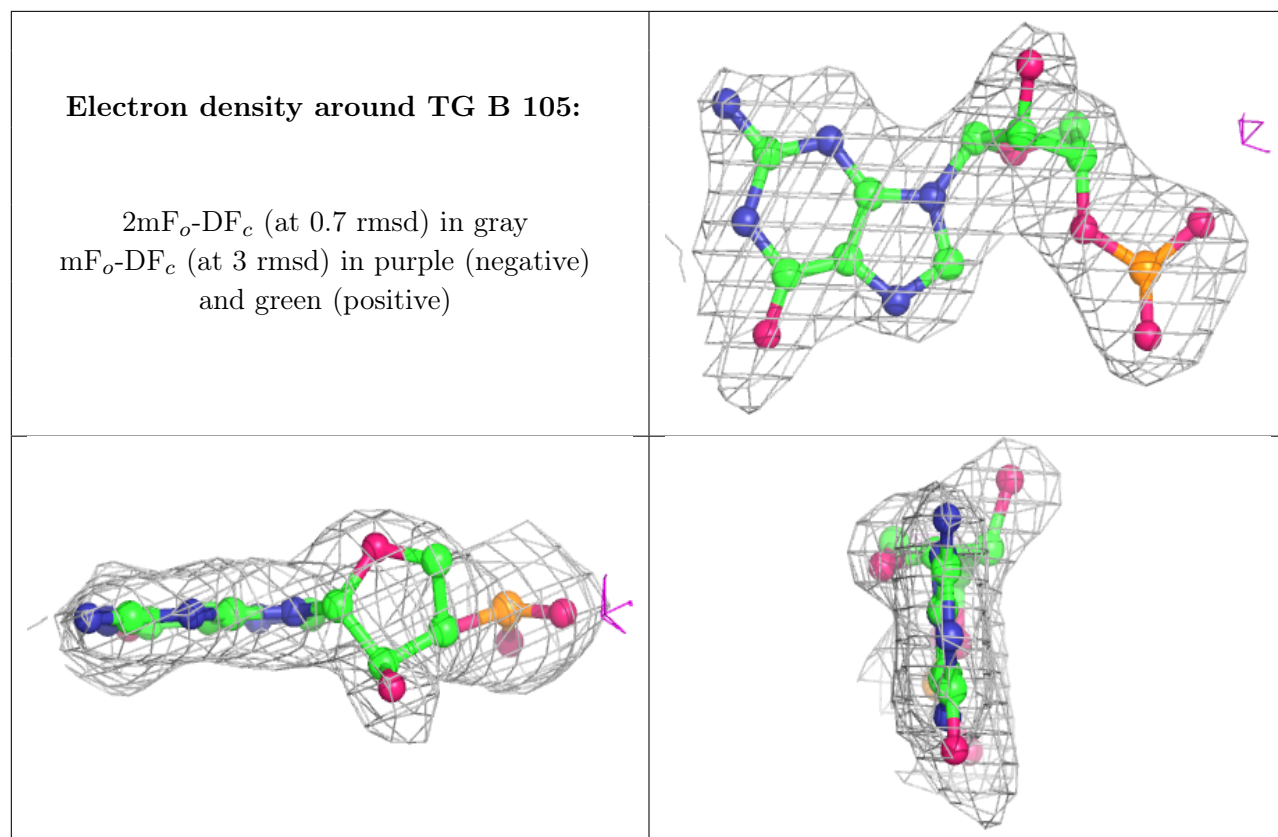 Electron density around TG B 105:
2mFₒ-DF𝒸 (at 0.7 rmsd) in gray
mFₒ-DF𝒸 (at 3 rmsd) in purple (negative)
and green (positive)